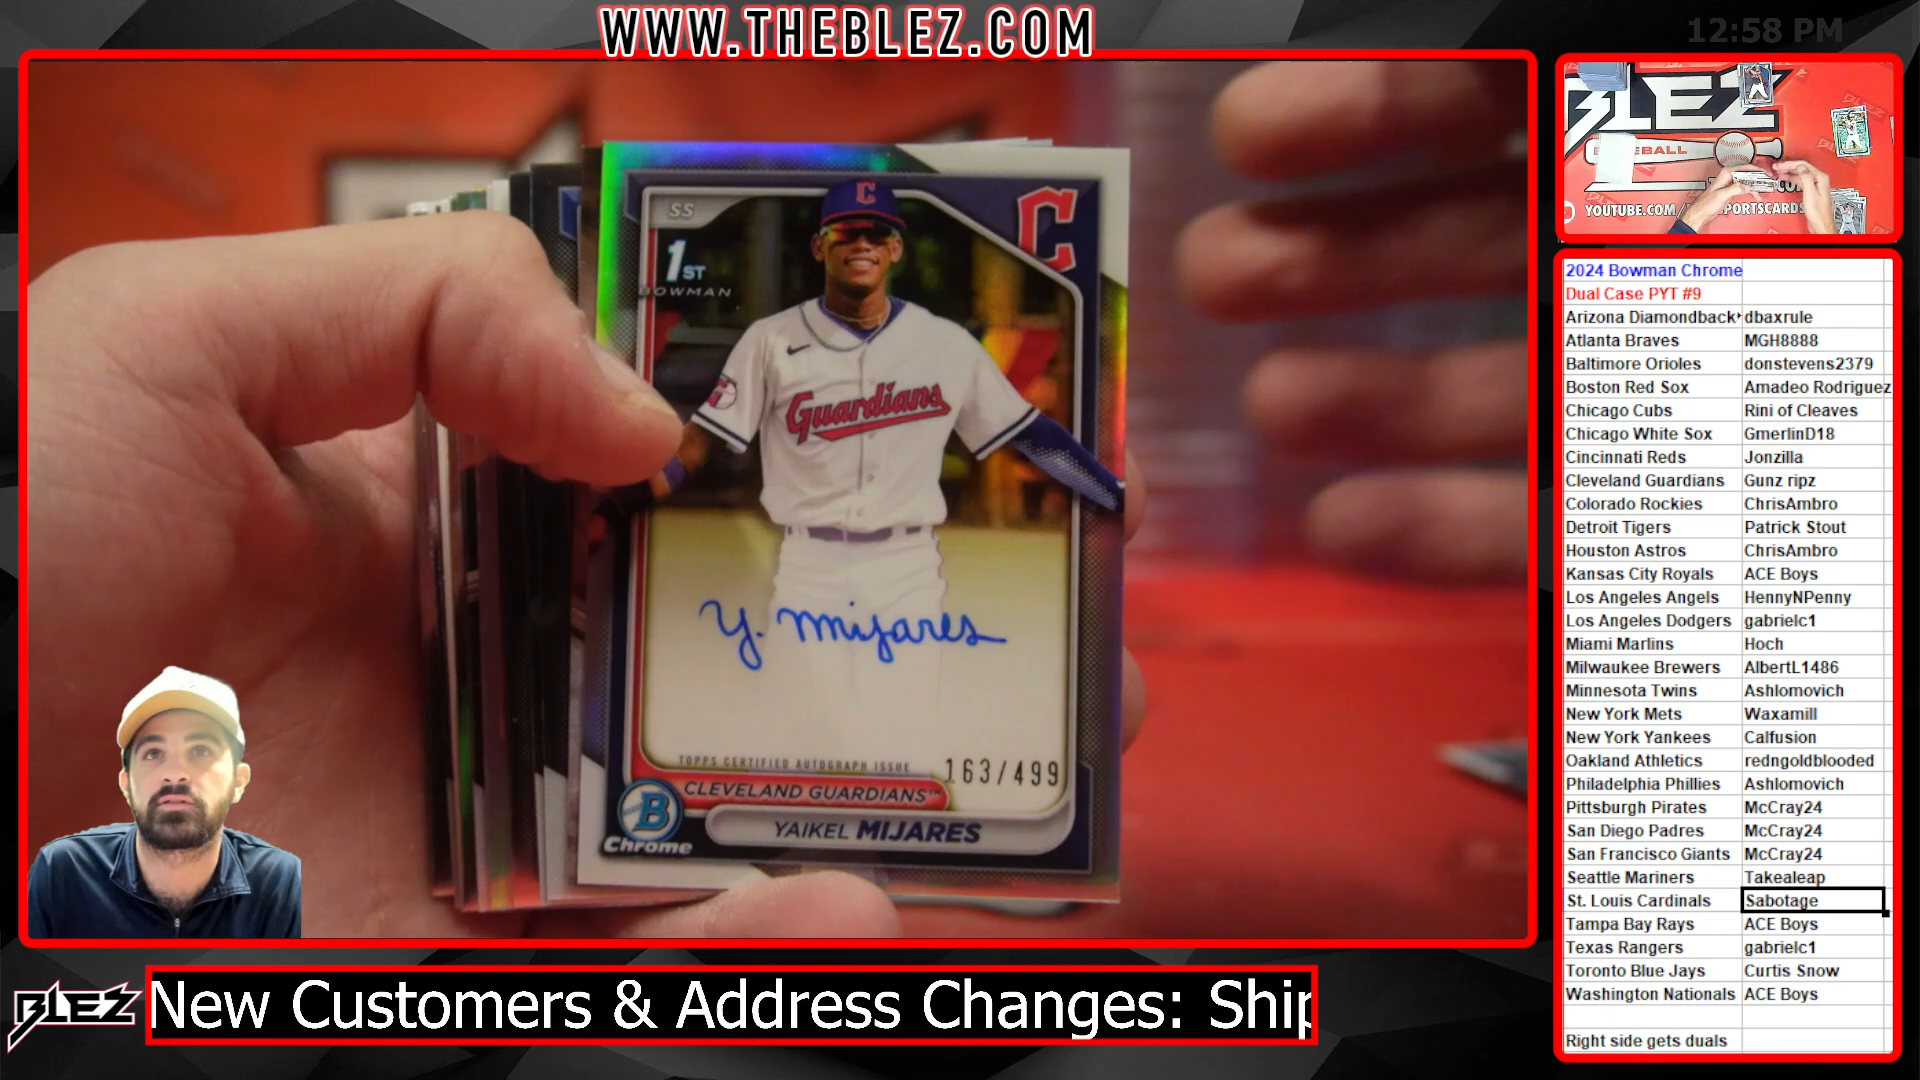 WWW.THEBLEZ.COM
12:58 PM
SS
1ST
BOWMAN
C
C
Guardians
Y. Mijares
TOPPS CERTIFIED AUTOGRAPH ISSUE
163/499
CLEVELAND GUARDIANS™
YAIKEL MIJARES
B
Chrome
BLEZ
YOUTUBE.COM/
PORTSCARDS
2024 Bowman Chrome
Dual Case PYT #9
Arizona Diamondback dbaxrule
Atlanta Braves MGH8888
Baltimore Orioles donstevens2379
Boston Red Sox Amadeo Rodriguez
Chicago Cubs Rini of Cleaves
Chicago White Sox GmerlinD18
Cincinnati Reds Jonzilla
Cleveland Guardians Gunz ripz
Colorado Rockies ChrisAmbro
Detroit Tigers Patrick Stout
Houston Astros ChrisAmbro
Kansas City Royals ACE Boys
Los Angeles Angels HennyNPenny
Los Angeles Dodgers gabrielc1
Miami Marlins Hoch
Milwaukee Brewers AlbertL1486
Minnesota Twins Ashlomovich
New York Mets Waxamill
New York Yankees Calfusion
Oakland Athletics redngoldblooded
Philadelphia Phillies Ashlomovich
Pittsburgh Pirates McCray24
San Diego Padres McCray24
San Francisco Giants McCray24
Seattle Mariners Takealeap
St. Louis Cardinals Sabotage
Tampa Bay Rays ACE Boys
Texas Rangers gabrielc1
Toronto Blue Jays Curtis Snow
Washington Nationals ACE Boys
Right side gets duals
BLEZ
New Customers & Address Changes: Ship